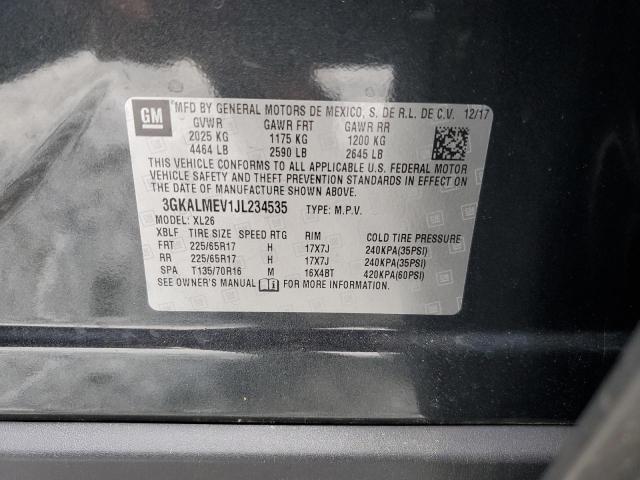 GM
MFD BY GENERAL MOTORS DE MEXICO, S. DE R.L. DE C.V. 12/17
GVWR GAWR FRT GAWR RR
2025 KG 1175 KG 1200 KG
4464 LB 2590 LB 2645 LB
THIS VEHICLE CONFORMS TO ALL APPLICABLE U.S. FEDERAL MOTOR
VEHICLE SAFETY AND THEFT PREVENTION STANDARDS IN EFFECT ON
THE DATE OF MANUFACTURE SHOWN ABOVE.
3GKALMEV1JL234535 TYPE: M.P.V.
MODEL: XL26
XBLF TIRE SIZE SPEED RTG RIM COLD TIRE PRESSURE
FRT 225/65R17 H 17X7J 240KPA(35PSI)
RR 225/65R17 H 17X7J 240KPA(35PSI)
SPA T135/70R16 M 16X4BT 420KPA(60PSI)
SEE OWNER'S MANUAL FOR MORE INFORMATION.